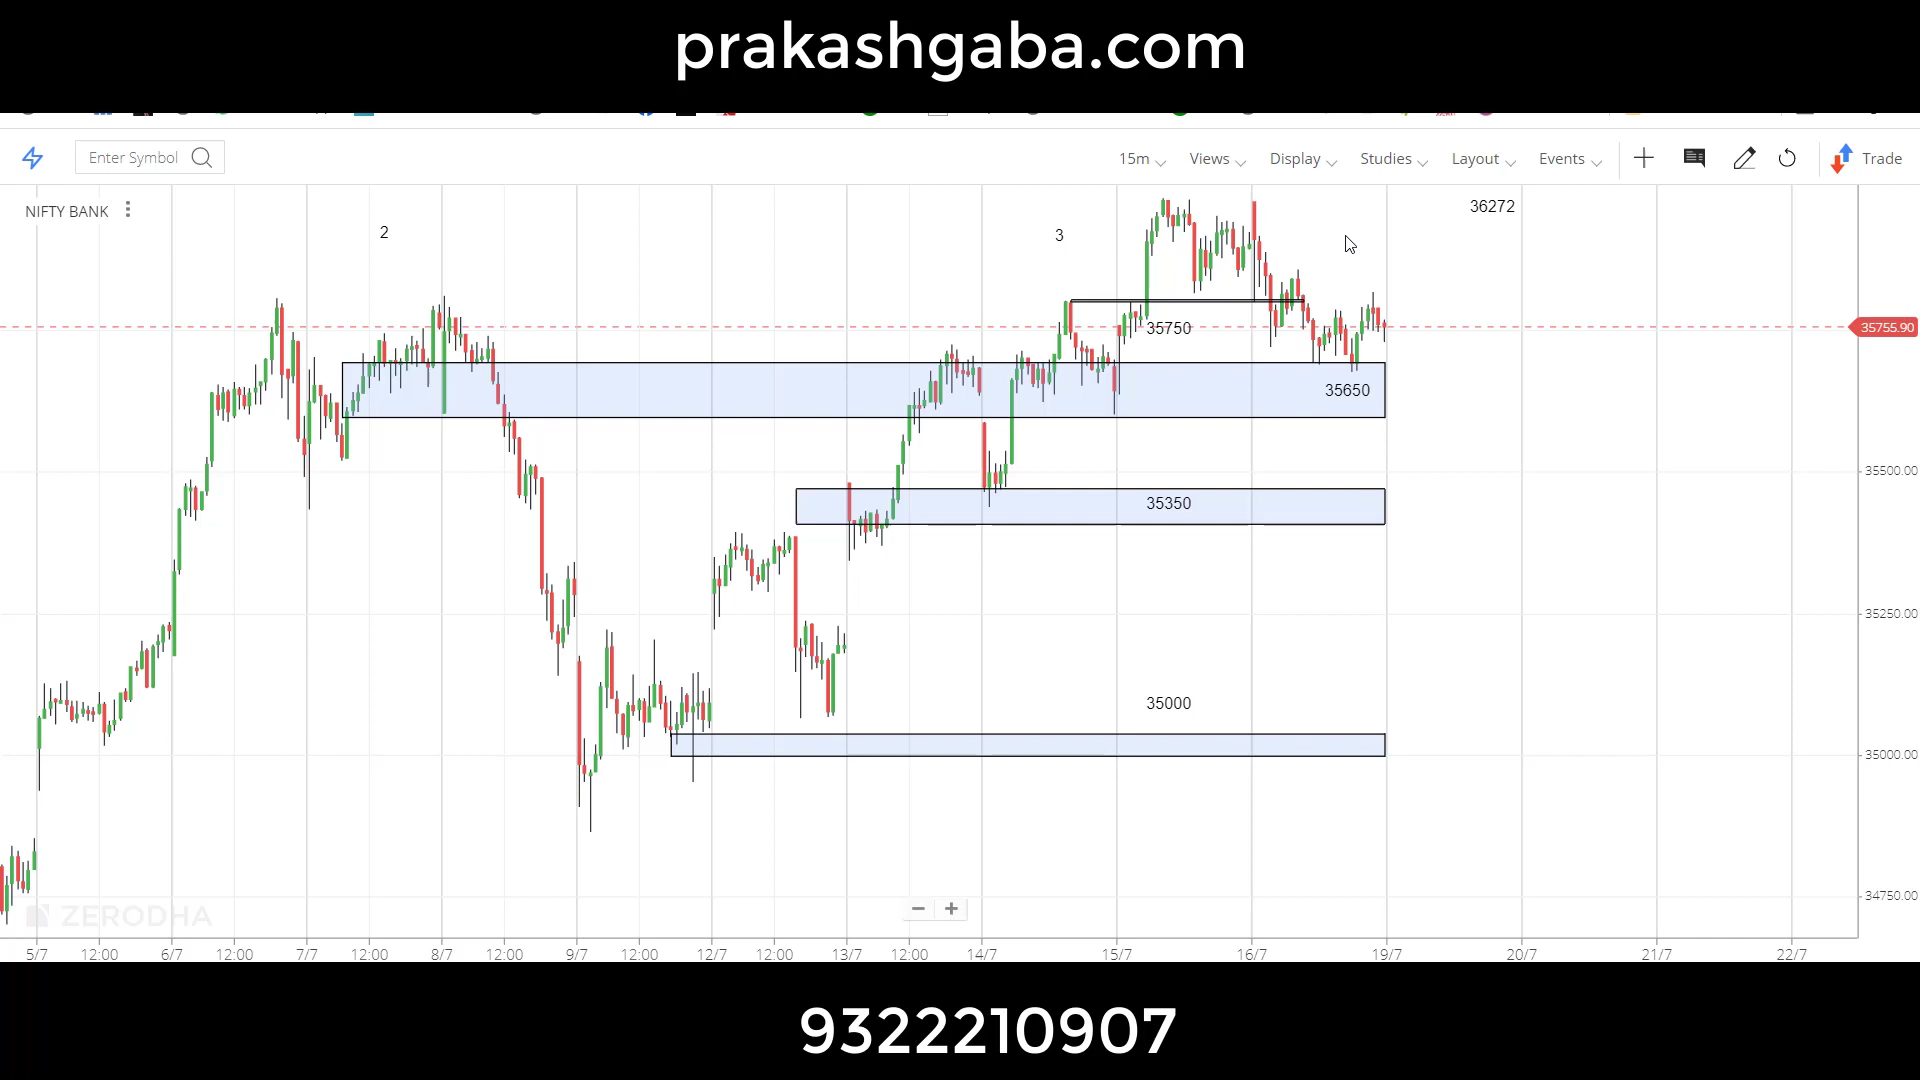 prakashgaba.com
Enter Symbol
15m Views Display Studies Layout Events Trade
NIFTY BANK
2
3
36272
35750
35755.90
35650
35500.00
35350
35250.00
35000
35000.00
34750.00
ZERODHA
5/7 12:00 6/7 12:00 7/7 12:00 8/7 12:00 9/7 12:00 12/7 12:00 13/7 12:00 14/7 15/7 16/7 19/7 20/7 21/7 22/7
9322210907